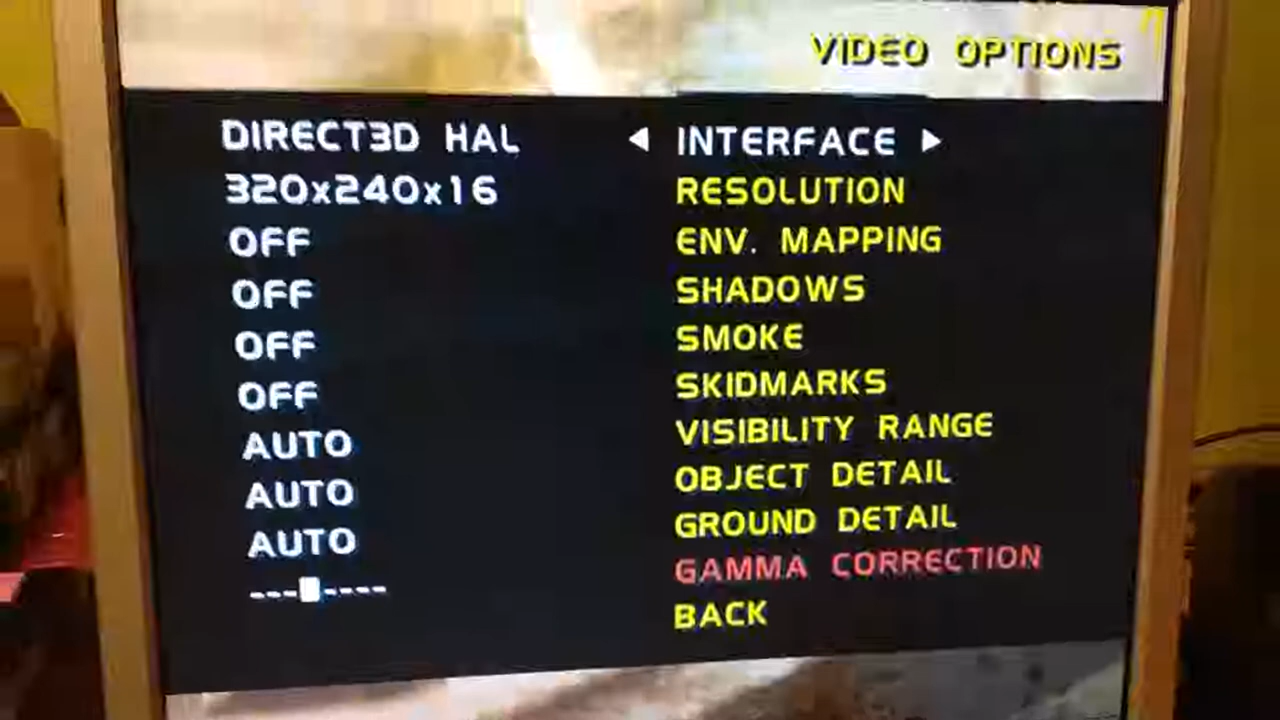 VIDEO OPTIONS
DIRECT3D HAL ◀ INTERFACE ▶
320x240x16 RESOLUTION
OFF ENV. MAPPING
OFF SHADOWS
OFF SMOKE
OFF SKIDMARKS
AUTO VISIBILITY RANGE
AUTO OBJECT DETAIL
AUTO GROUND DETAIL
---■---- GAMMA CORRECTION
BACK